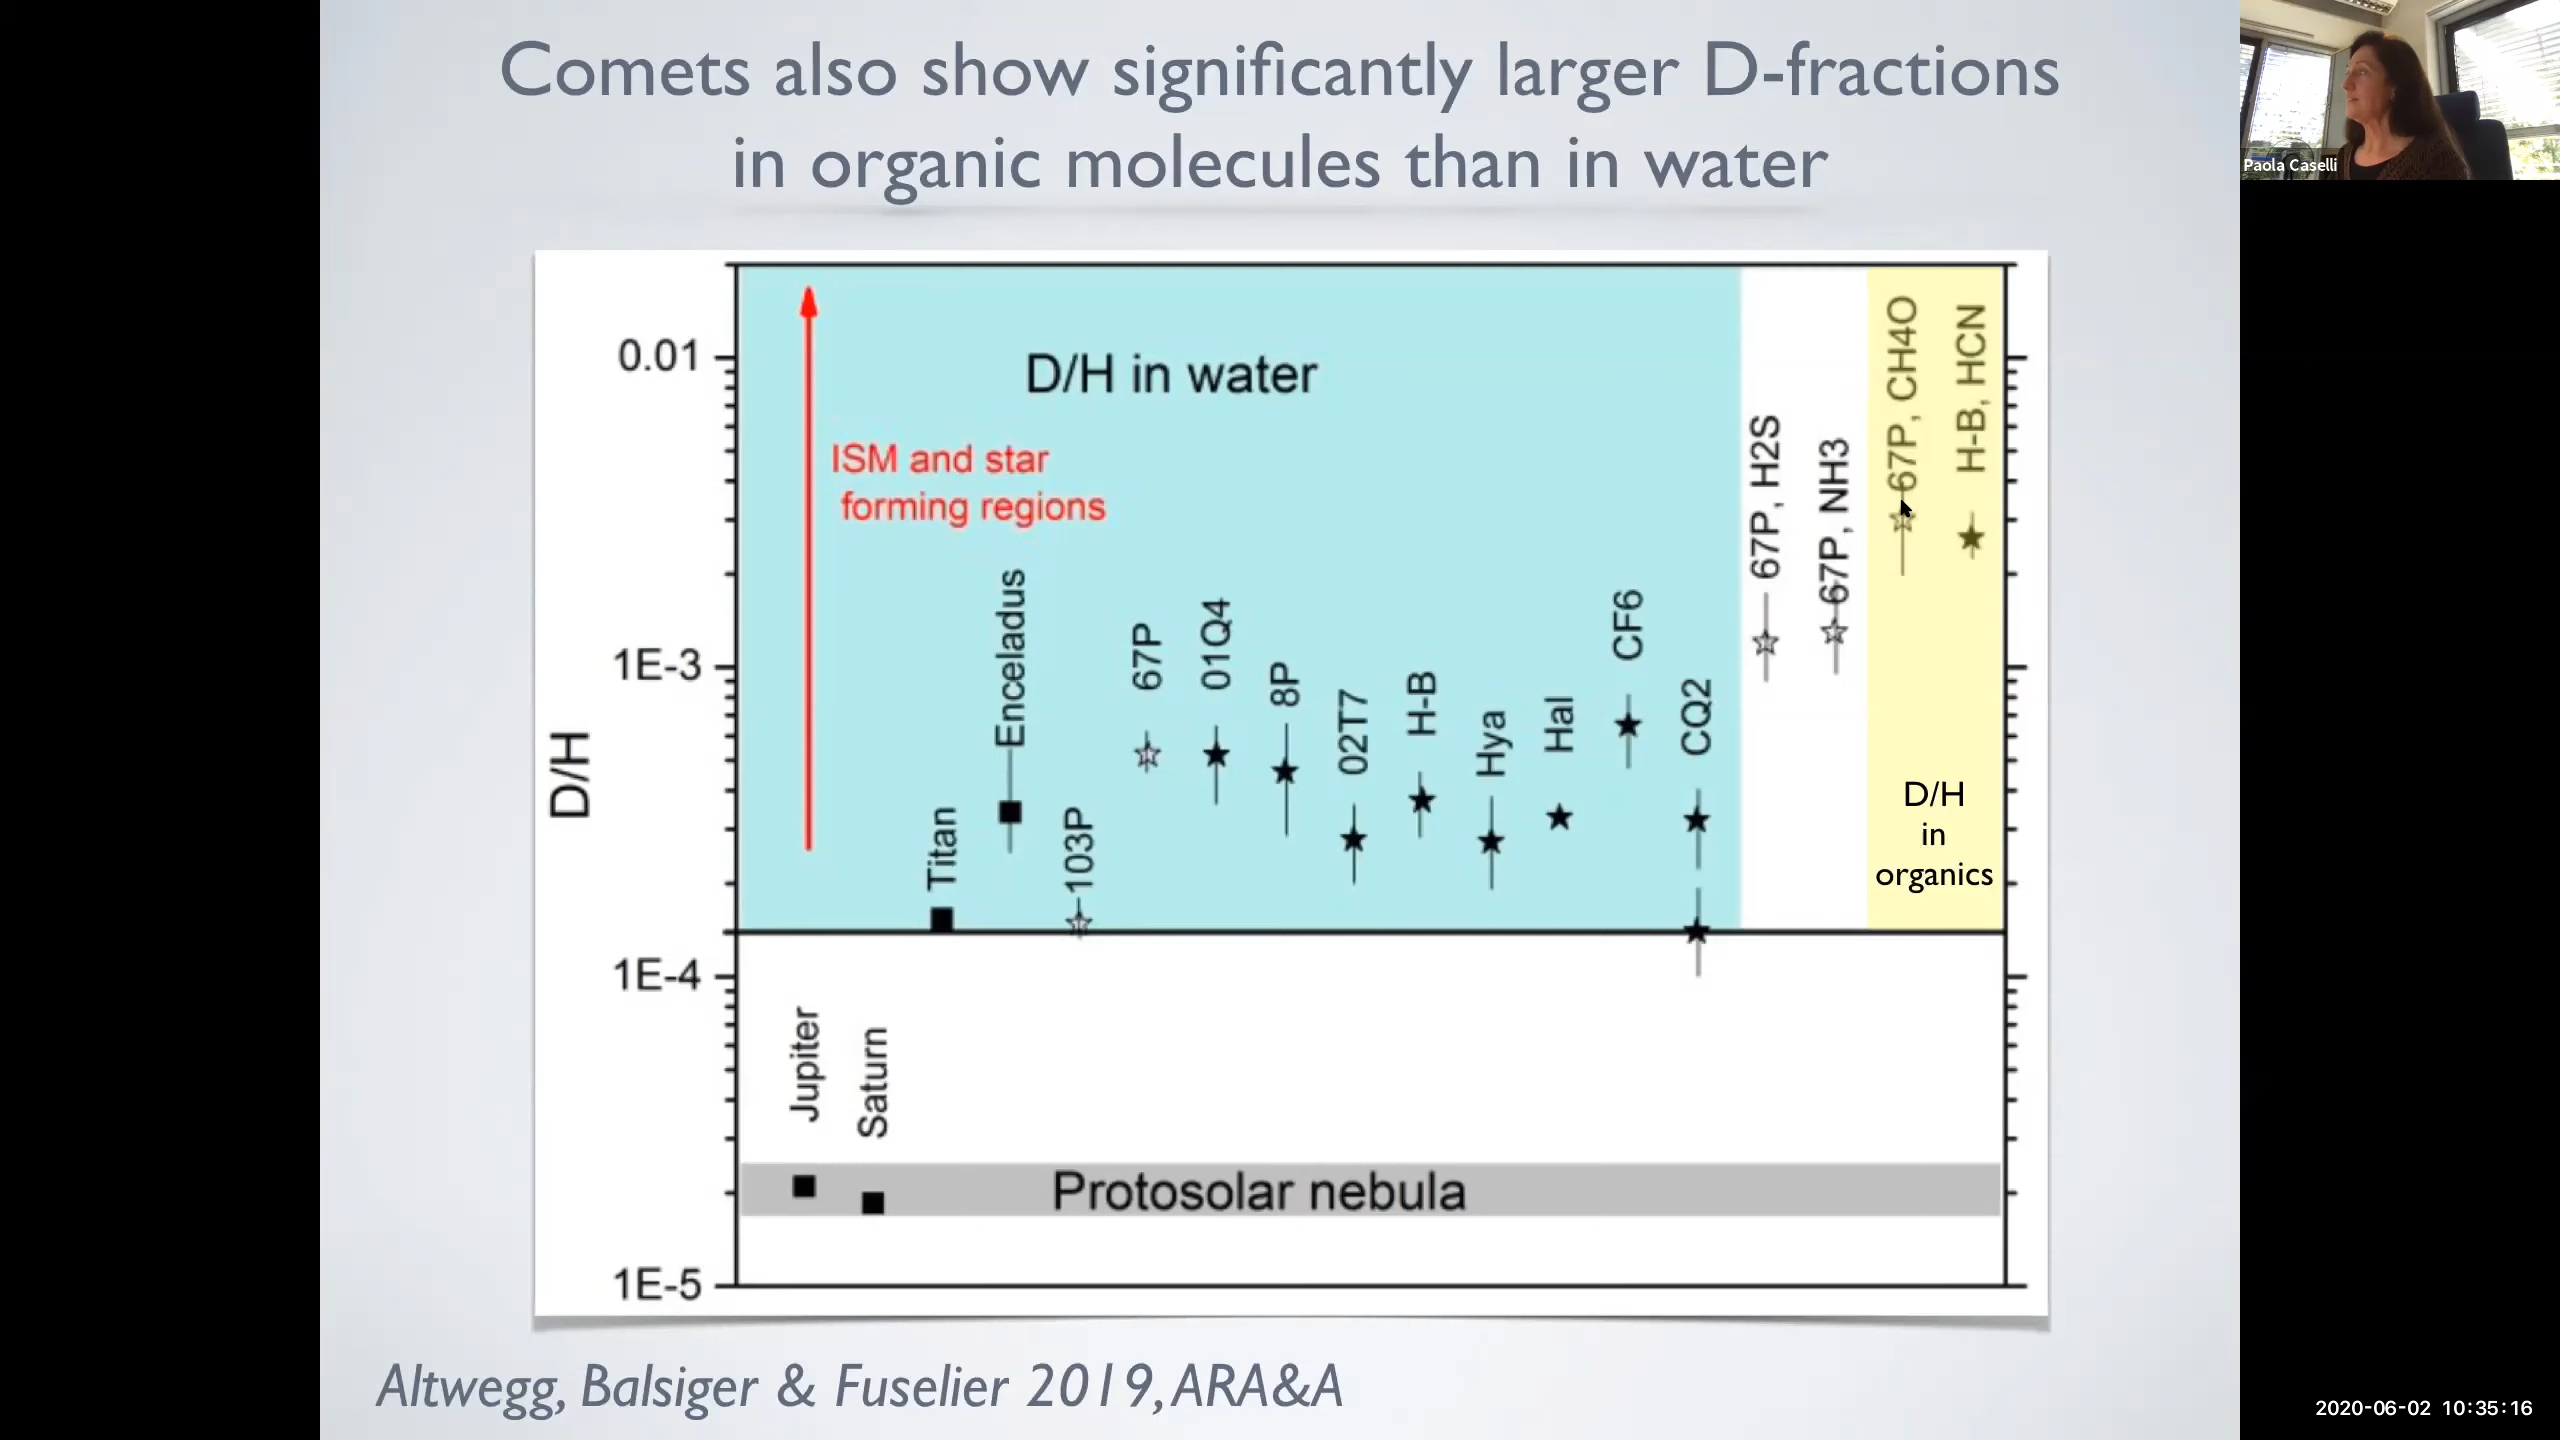 Comets also show significantly larger D-fractions
in organic molecules than in water
Paola Caselli
D/H
0.01
1E-3
1E-4
1E-5
D/H in water
ISM and star
forming regions
Jupiter
Saturn
Titan
Enceladus
103P
67P
01Q4
8P
02T7
H-B
Hya
Hal
CF6
CQ2
67P, H2S
67P, NH3
67P, CH4O
H-B, HCN
D/H
in
organics
Protosolar nebula
Altwegg, Balsiger & Fuselier 2019, ARA&A
2020-06-02 10:35:16